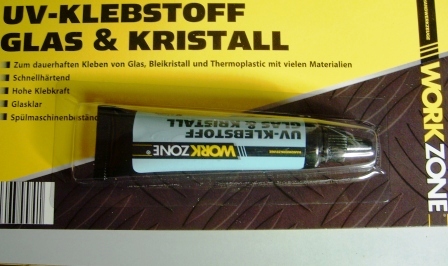 UV-KLEBSTOFF
GLAS & KRISTALL
Zum dauerhaften Kleben von Glas, Bleikristall und Thermoplastic mit vielen Materialien
Schnellhärtend
Hohe Klebkraft
Glasklar
WORKZONE
UV-KLEBSTOFF
GLAS & KRISTALL
WORKZONE®